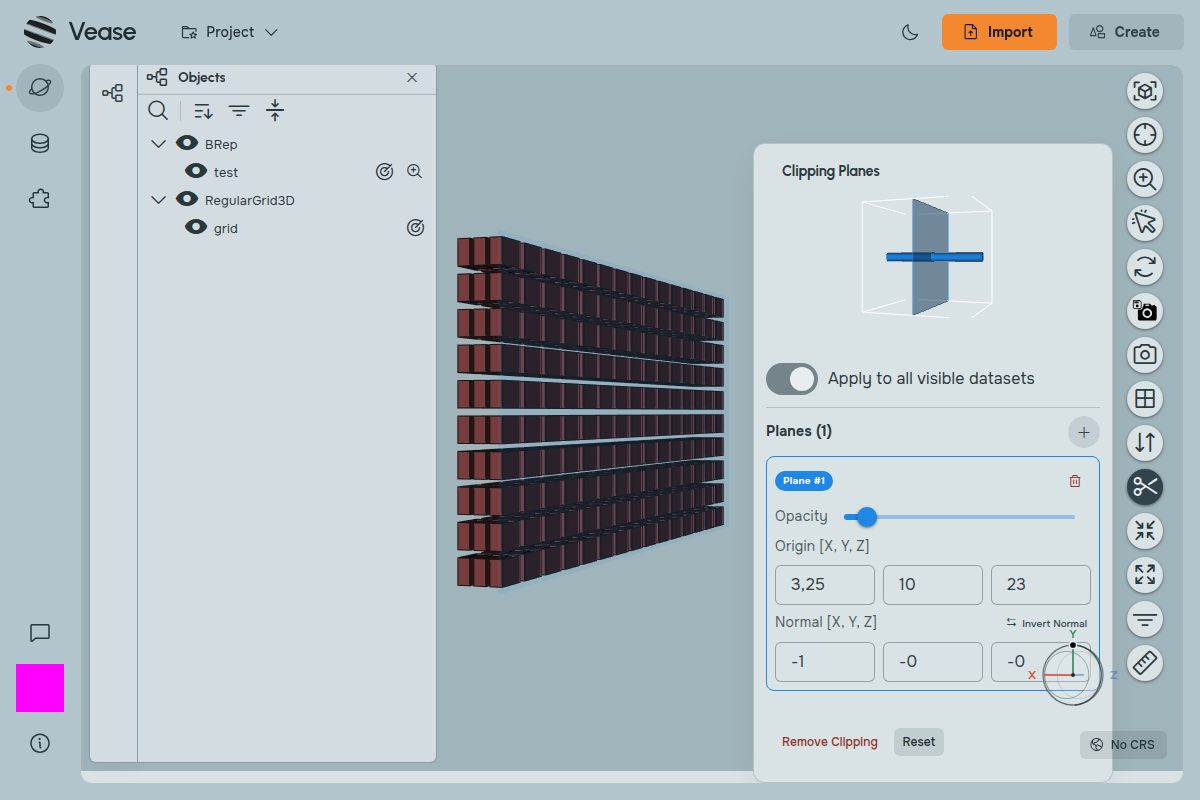 Vease
Project
Import
Create
Objects
BRep
test
RegularGrid3D
grid
Clipping Planes
Apply to all visible datasets
Planes (1)
Plane #1
Opacity
Origin [X, Y, Z]
3,25 10 23
Normal [X, Y, Z]
Invert Normal
-1 -0 -0
Y
X
Z
Remove Clipping
Reset
No CRS